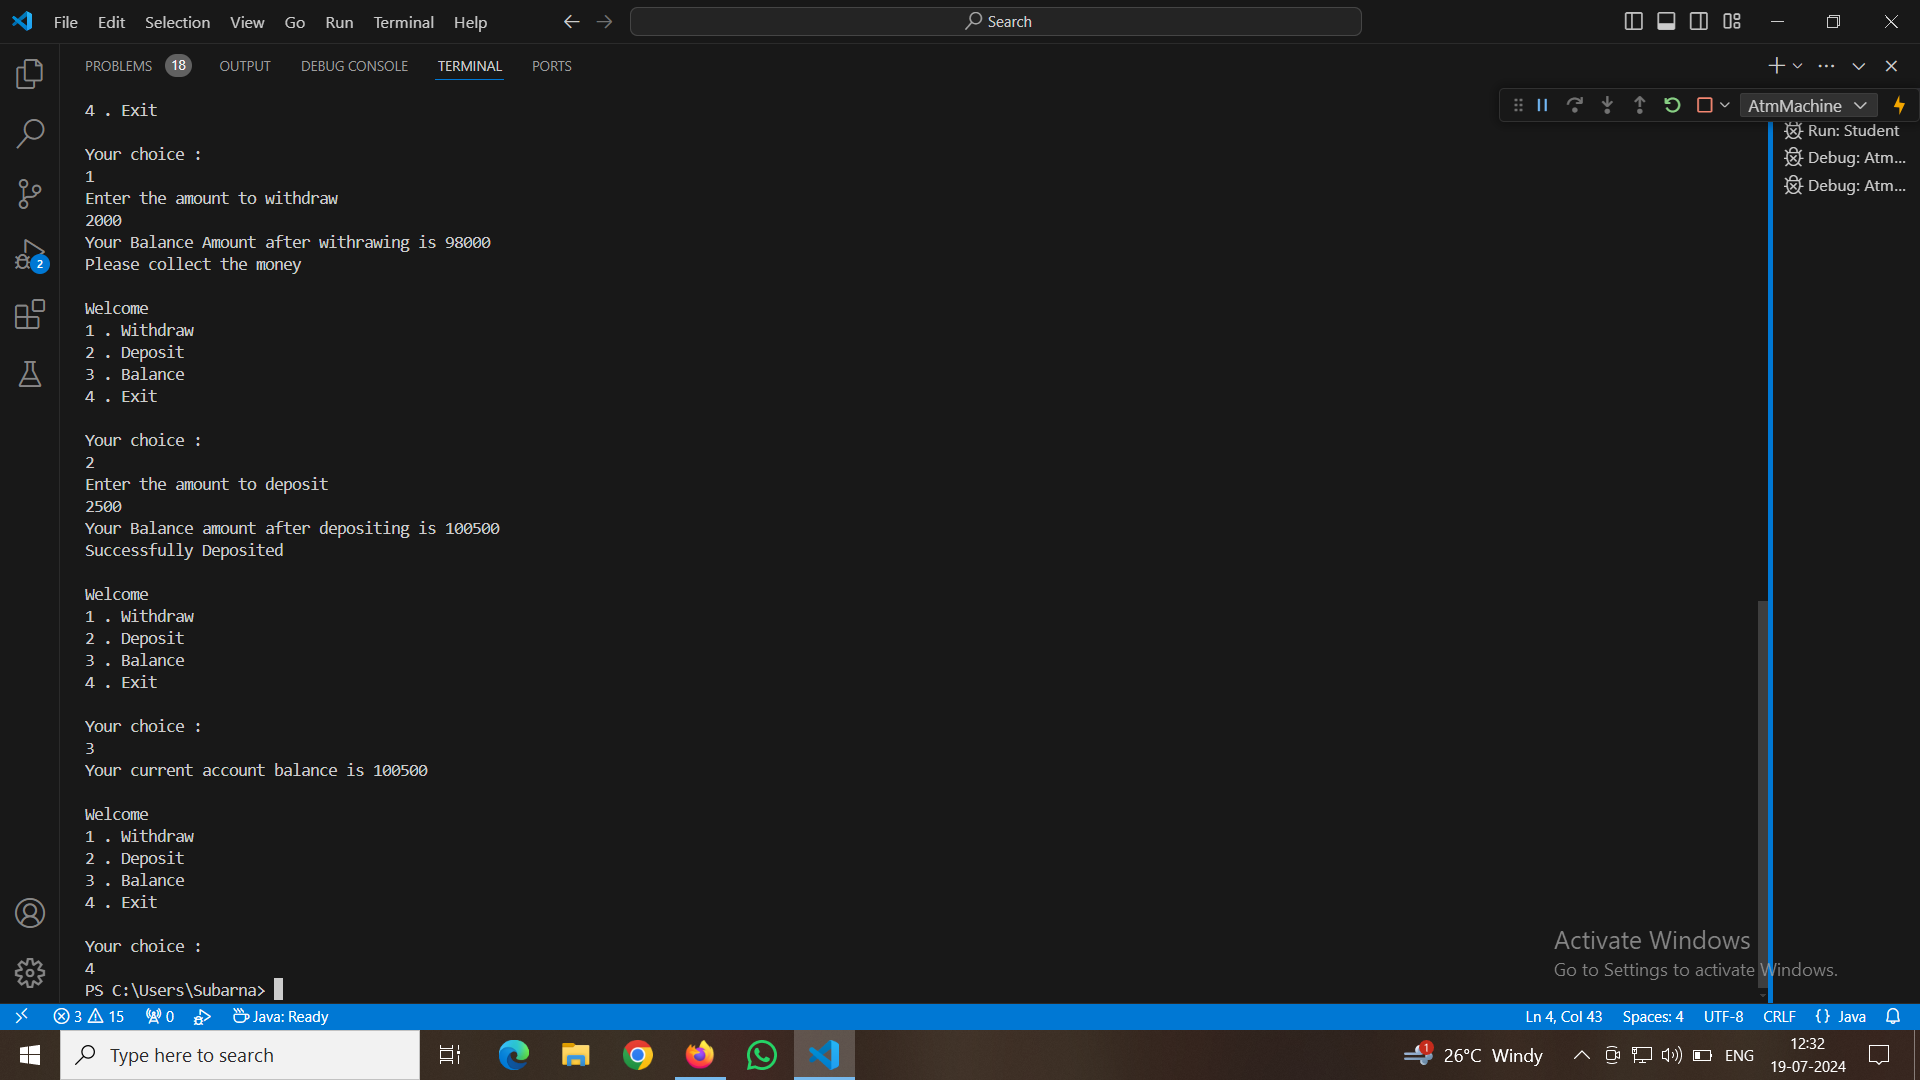 File Edit Selection View Go Run Terminal Help
Search
PROBLEMS 18 OUTPUT DEBUG CONSOLE TERMINAL PORTS
AtmMachine
Run: Student
Debug: Atm...
Debug: Atm...
4 . Exit
Your choice :
1
Enter the amount to withdraw
2000
Your Balance Amount after withrawing is 98000
Please collect the money
Welcome
1 . Withdraw
2 . Deposit
3 . Balance
4 . Exit
Your choice :
2
Enter the amount to deposit
2500
Your Balance amount after depositing is 100500
Successfully Deposited
Welcome
1 . Withdraw
2 . Deposit
3 . Balance
4 . Exit
Your choice :
3
Your current account balance is 100500
Welcome
1 . Withdraw
2 . Deposit
3 . Balance
4 . Exit
Your choice :
4
PS C:\Users\Subarna>
2
Activate Windows
Go to Settings to activate Windows.
3 15 0 Java: Ready Ln 4, Col 43 Spaces: 4 UTF-8 CRLF {} Java
Type here to search
1 26°C Windy ENG
12:32
19-07-2024